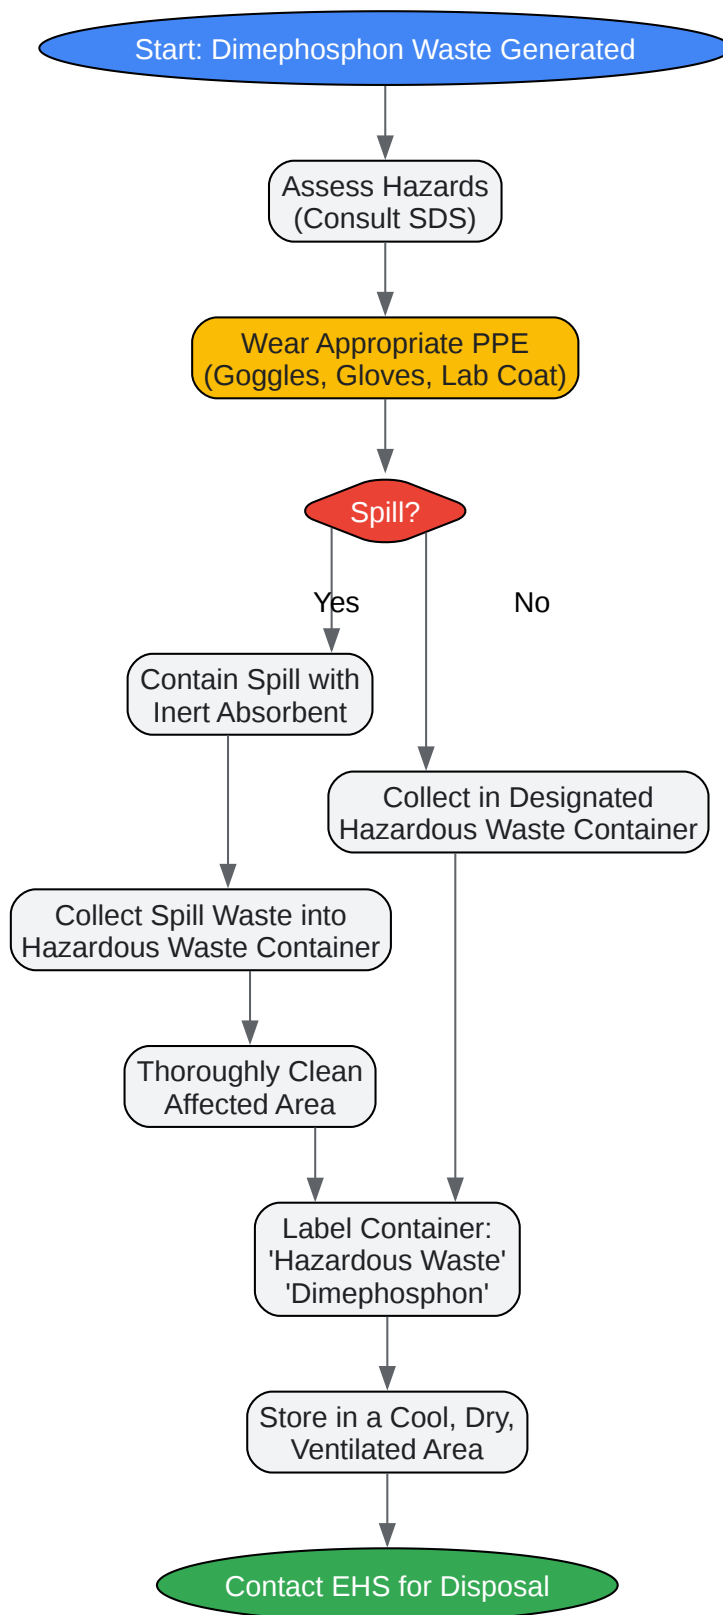 Start: Dimephosphon Waste Generated
Assess Hazards
(Consult SDS)
Wear Appropriate PPE
(Goggles, Gloves, Lab Coat)
Spill?
Yes
No
Contain Spill with
Inert Absorbent
Collect in Designated
Hazardous Waste Container
Collect Spill Waste into
Hazardous Waste Container
Thoroughly Clean
Affected Area
Label Container:
'Hazardous Waste'
'Dimephosphon'
Store in a Cool, Dry,
Ventilated Area
Contact EHS for Disposal